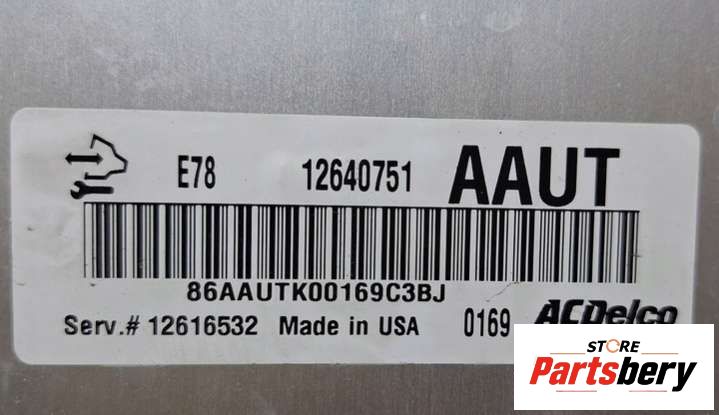 E78 12640751 AAUT
86AAUTK00169C3BJ
Serv.# 12616532 Made in USA 0169 ACDelco
STORE
Partsbery